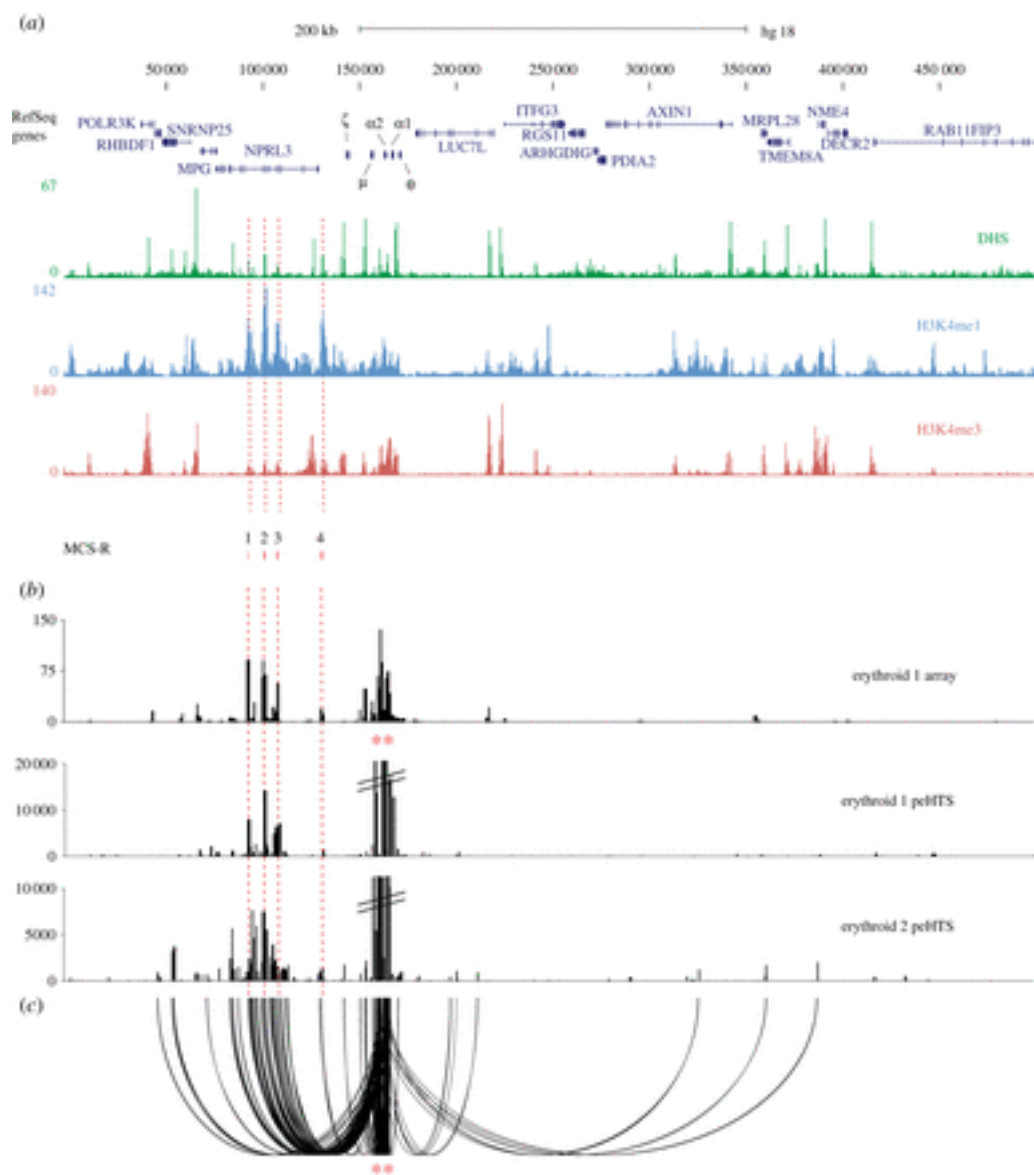 (a)
200 kb hg 18
50 000 100 000 150 000 200 000 250 000 300 000 350 000 400 000 450 000
RefSeq genes
POLR3K ζ α2 α1 ITFG3 AXIN1 NME4
SNRNP25 RGS11 MRPL28 RAB11FIP3
RHBDF1 NPRL3 LUC7L ARHGDIG DECR2
MPG PDIA2 TMEM8A
μ θ
67
DHS
0
142
H3K4me1
0
140
H3K4me3
0
1 2 3 4
MCS-R
(b)
150
75
erythroid 1 array
0
**
20 000
10 000
erythroid 1 peHTS
0
10 000
5000
erythroid 2 peHTS
0
(c)
**